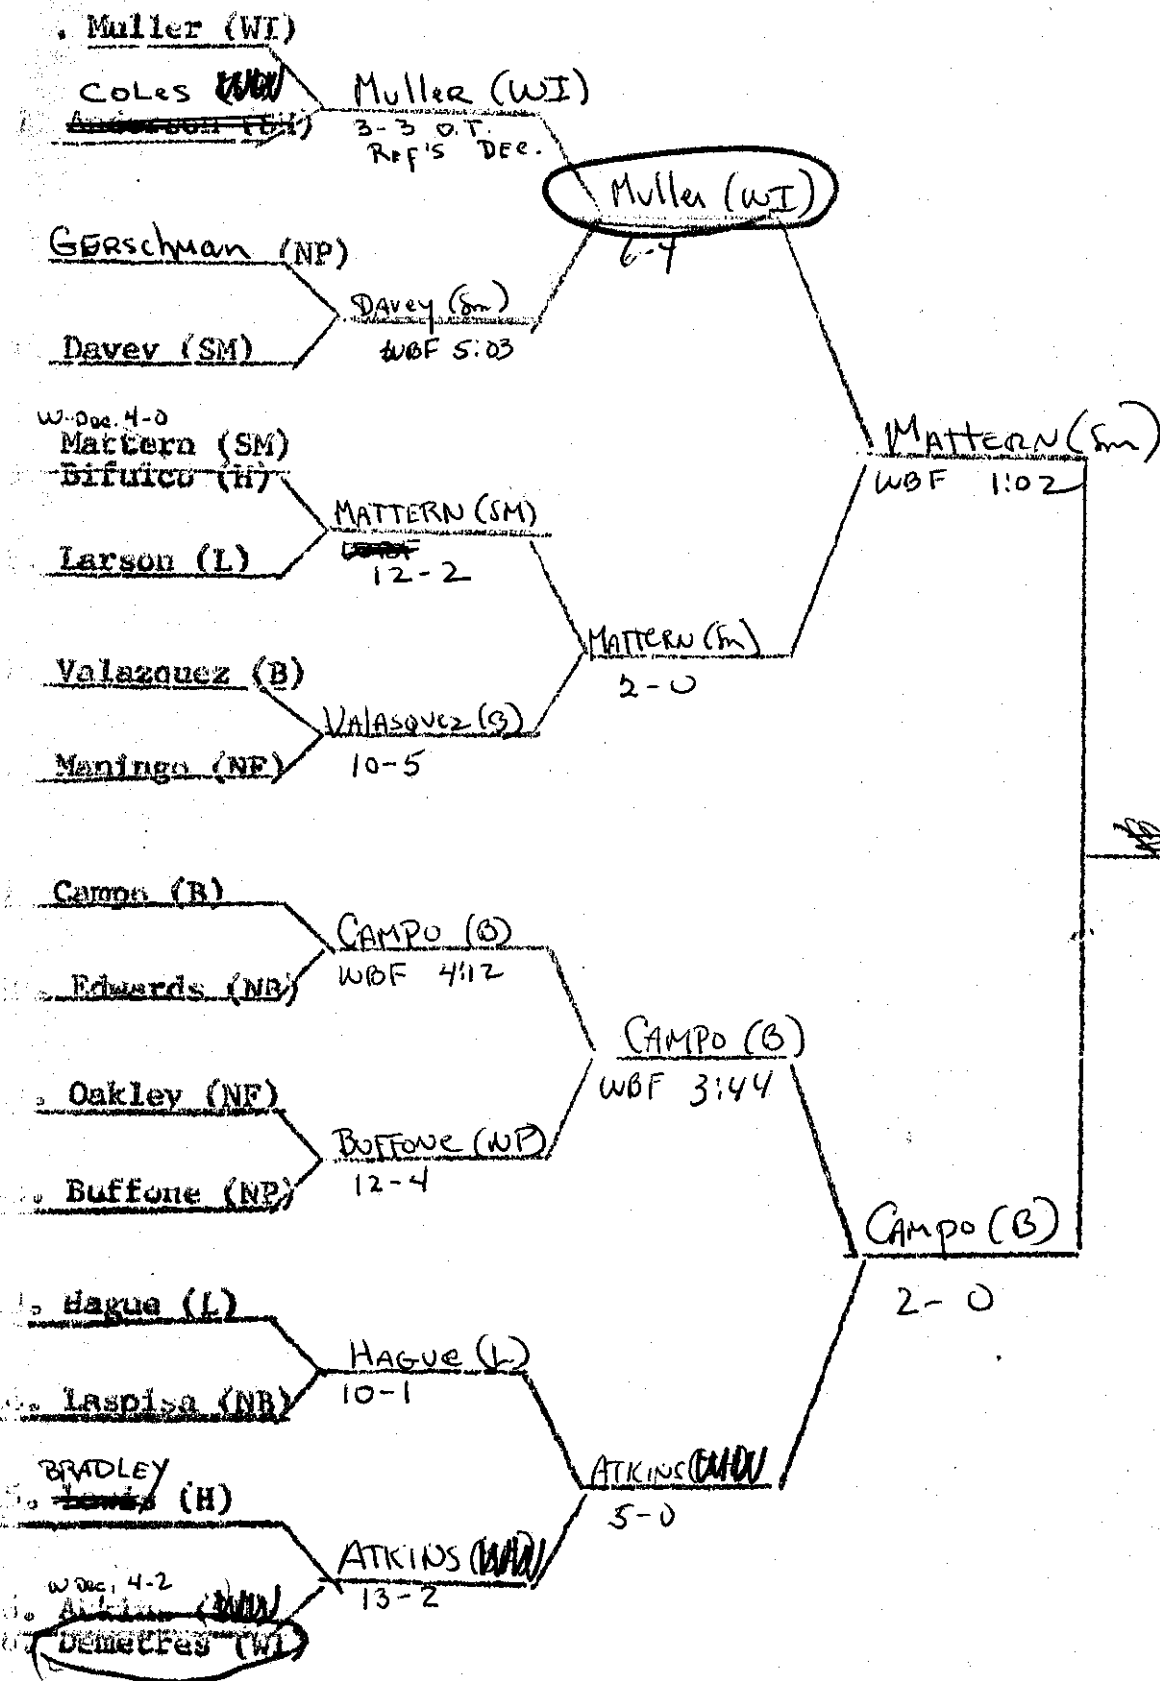 . Muller (WI)
COLES
Muller (WI)
3-3 O.T.
REF'S DEC.
Muller (WI)
6-4
GERSCHMAN (NP)
DAVEY (Sm)
WBF 5:03
Davey (SM)
W-Dec. 4-0
Mattern (SM)
Bifulco (H)
MATTERN (SM)
12-2
Larson (L)
MATTERN (Sm)
WBF 1:02
MATTERN (Sm)
2-0
Valazquez (B)
VALASQUEZ (B)
10-5
Maningo (NF)
Campo (B)
CAMPO (B)
WBF 4:12
Edwards (NB)
CAMPO (B)
WBF 3:44
. Oakley (NF)
BUFFONE (NP)
12-4
. Buffone (NP)
CAMPO (B)
2-0
. Hague (L)
HAGUE (L)
10-1
. Laspisa (NB)
ATKINS
5-0
BRADLEY
(H)
ATKINS
13-2
W Dec, 4-2
Demetres (WI)